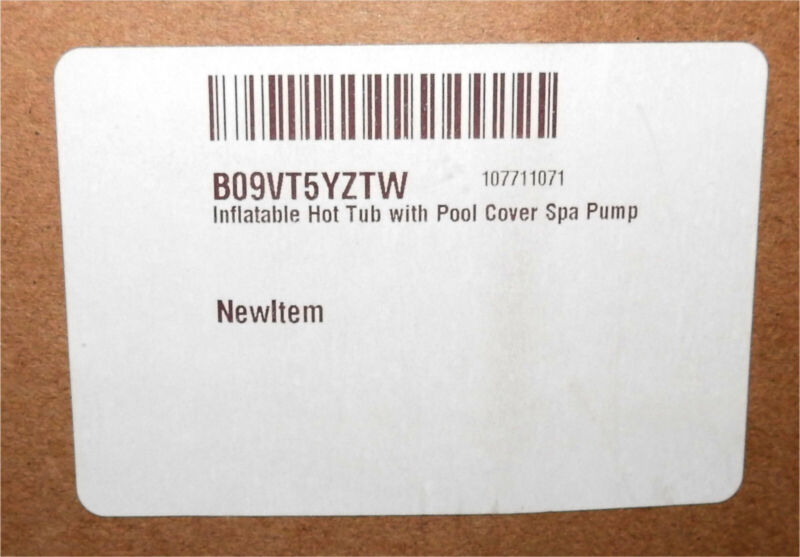 B09VT5YZTW 107711071
Inflatable Hot Tub with Pool Cover Spa Pump
NewItem